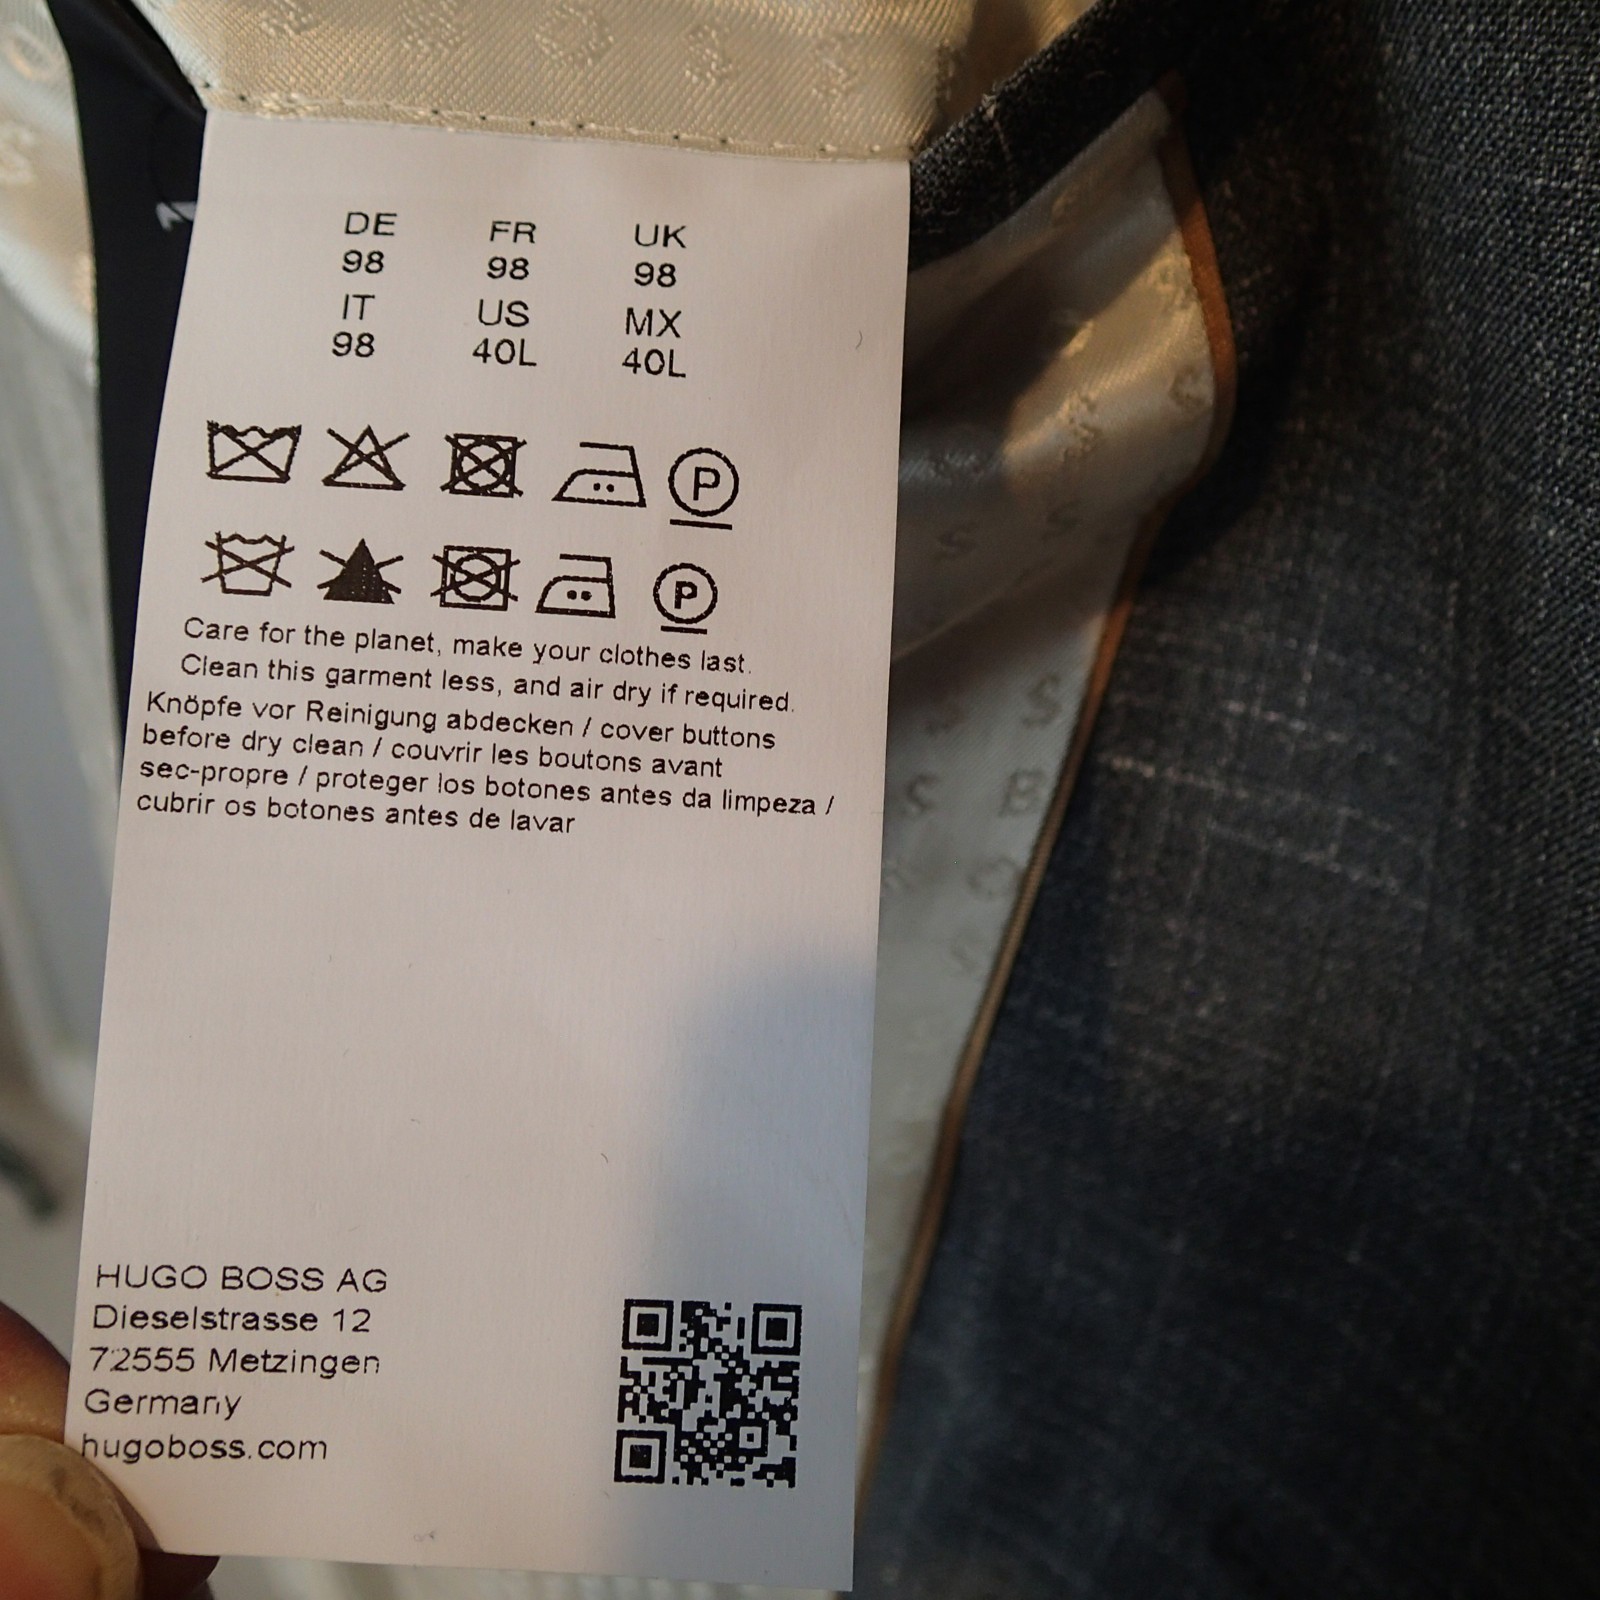 DE FR UK
98 98 98
IT US MX
98 40L 40L
P
P
Care for the planet, make your clothes last.
Clean this garment less, and air dry if required.
Knöpfe vor Reinigung abdecken / cover buttons
before dry clean / couvrir les boutons avant
sec-propre / proteger los botones antes da limpeza /
cubrir os botones antes de lavar
HUGO BOSS AG
Dieselstrasse 12
72555 Metzingen
Germany
hugoboss.com